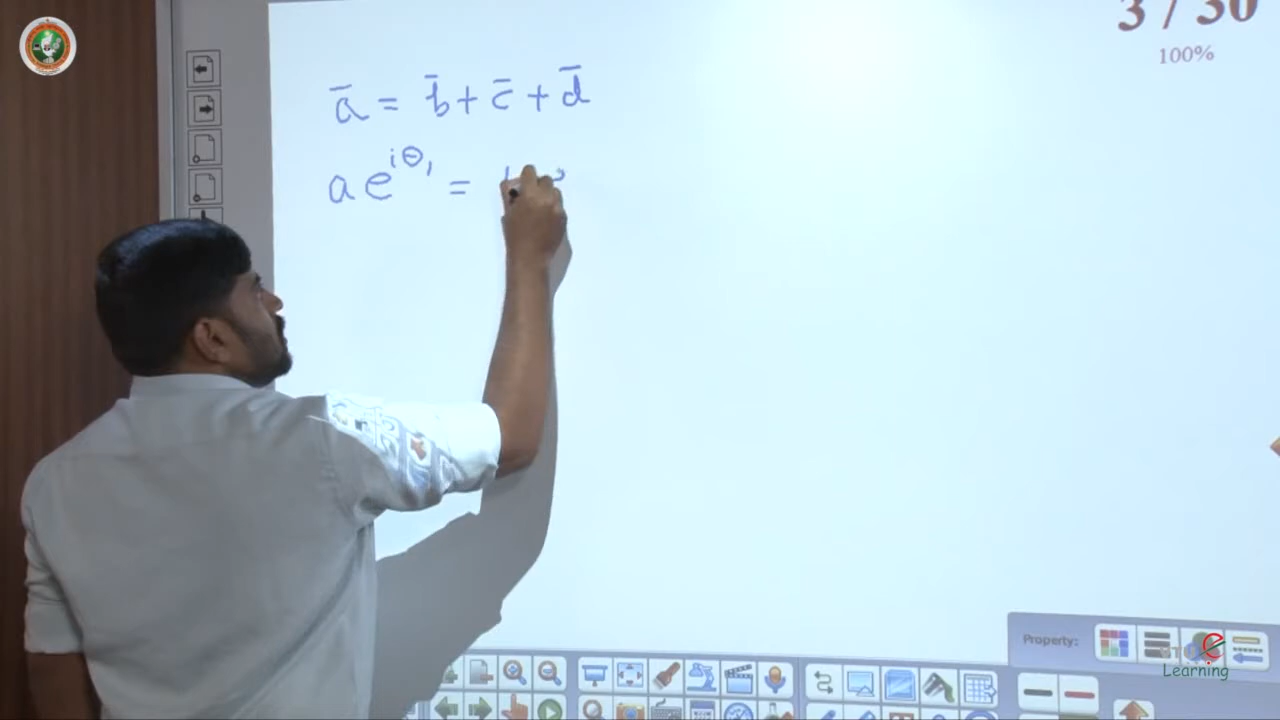 3 / 30
100%
a̅ = b̅ + c̅ + d̅
a e^{iθ₁} =
Property:
e
Learning